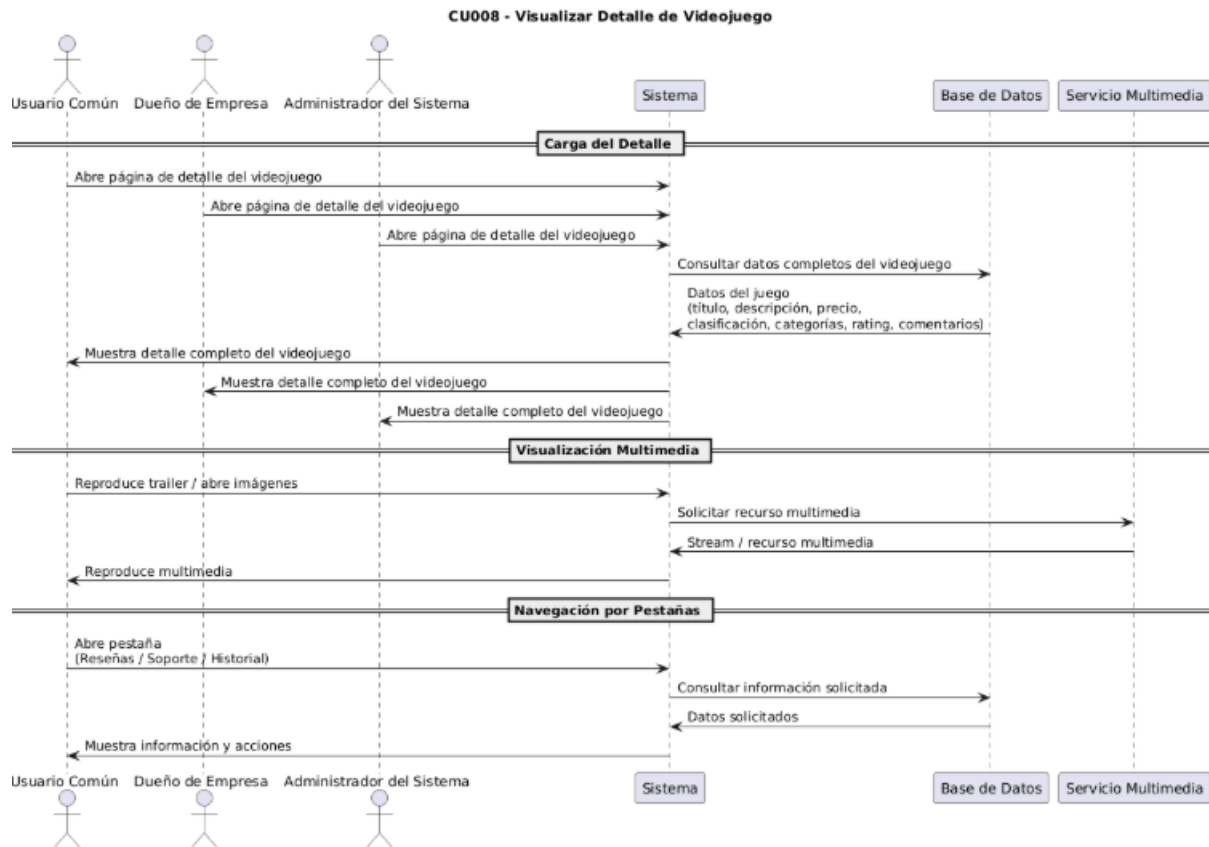 CU008 - Visualizar Detalle de Videojuego
Usuario Común
Dueño de Empresa
Administrador del Sistema
Sistema
Base de Datos
Servicio Multimedia
Carga del Detalle
Abre página de detalle del videojuego
Abre página de detalle del videojuego
Abre página de detalle del videojuego
Consultar datos completos del videojuego
Datos del juego
(título, descripción, precio,
clasificación, categorías, rating, comentarios)
Muestra detalle completo del videojuego
Muestra detalle completo del videojuego
Muestra detalle completo del videojuego
Visualización Multimedia
Reproduce trailer / abre imágenes
Solicitar recurso multimedia
Stream / recurso multimedia
Reproduce multimedia
Navegación por Pestañas
Abre pestaña
(Reseñas / Soporte / Historial)
Consultar información solicitada
Datos solicitados
Muestra información y acciones
Usuario Común
Dueño de Empresa
Administrador del Sistema
Sistema
Base de Datos
Servicio Multimedia